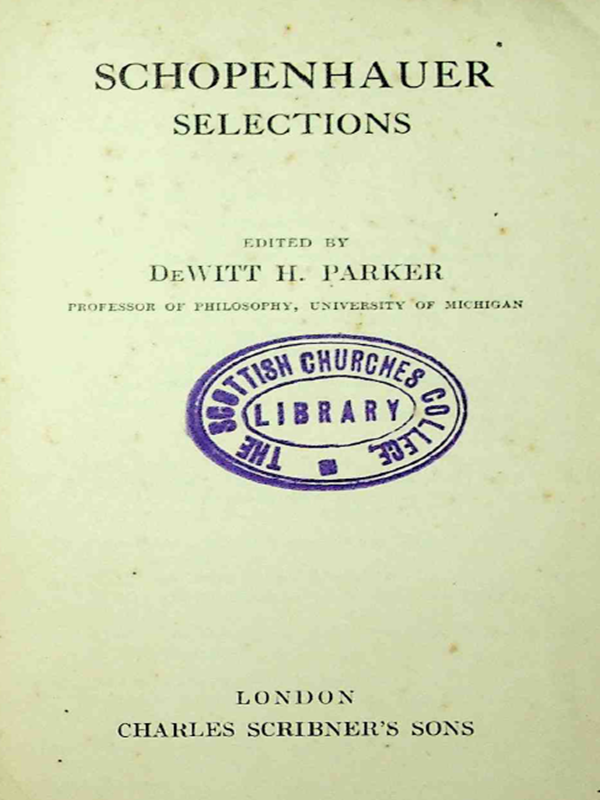 SCHOPENHAUER
SELECTIONS
EDITED BY
DEWITT H. PARKER
PROFESSOR OF PHILOSOPHY, UNIVERSITY OF MICHIGAN
THE SCOTTISH CHURCHES COLLEGE,
LIBRARY
LONDON
CHARLES SCRIBNER'S SONS